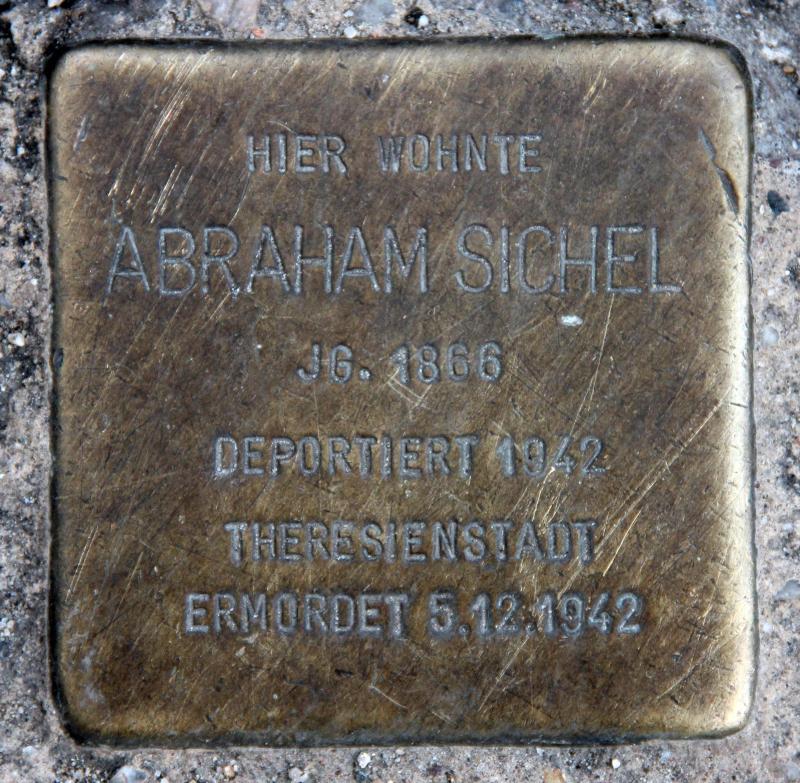 HIER WOHNTE
ABRAHAM SICHEL
JG. 1866
DEPORTIERT 1942
THERESIENSTADT
ERMORDET 5.12.1942